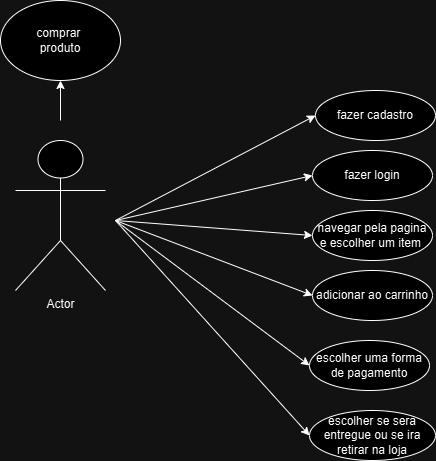 comprar
produto
fazer cadastro
fazer login
navegar pela pagina
e escolher um item
adicionar ao carrinho
Actor
escolher uma forma
de pagamento
escolher se sera
entregue ou se ira
retirar na loja